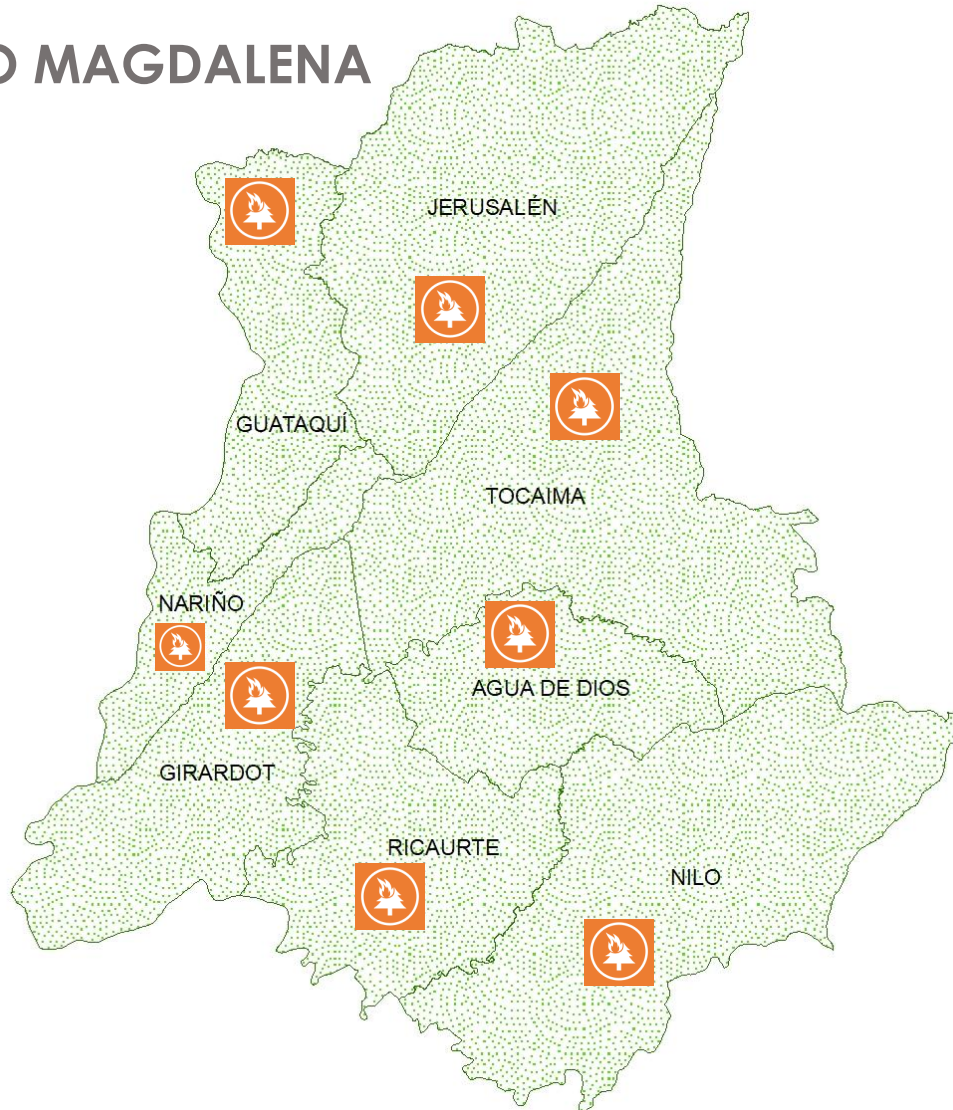 O MAGDALENA
JERUSALÉN
GUATAQUÍ
TOCAIMA
NARIÑO
AGUA DE DIOS
GIRARDOT
RICAURTE
NILO